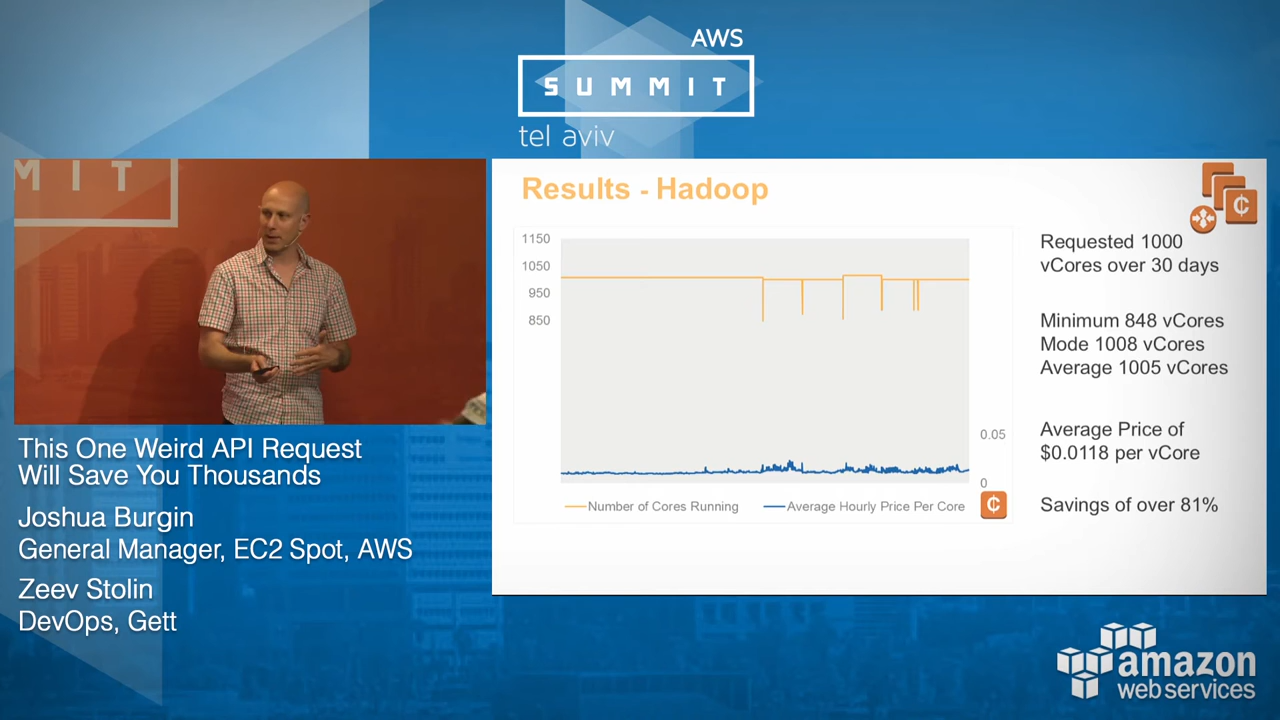 AWS
SUMMIT
tel aviv
MIT
This One Weird API Request
Will Save You Thousands
Joshua Burgin
General Manager, EC2 Spot, AWS
Zeev Stolin
DevOps, Gett
Results - Hadoop
1150
1050
950
850
0.05
0
Number of Cores Running
Average Hourly Price Per Core
¢
¢
Requested 1000
vCores over 30 days
Minimum 848 vCores
Mode 1008 vCores
Average 1005 vCores
Average Price of
$0.0118 per vCore
Savings of over 81%
amazon
web services